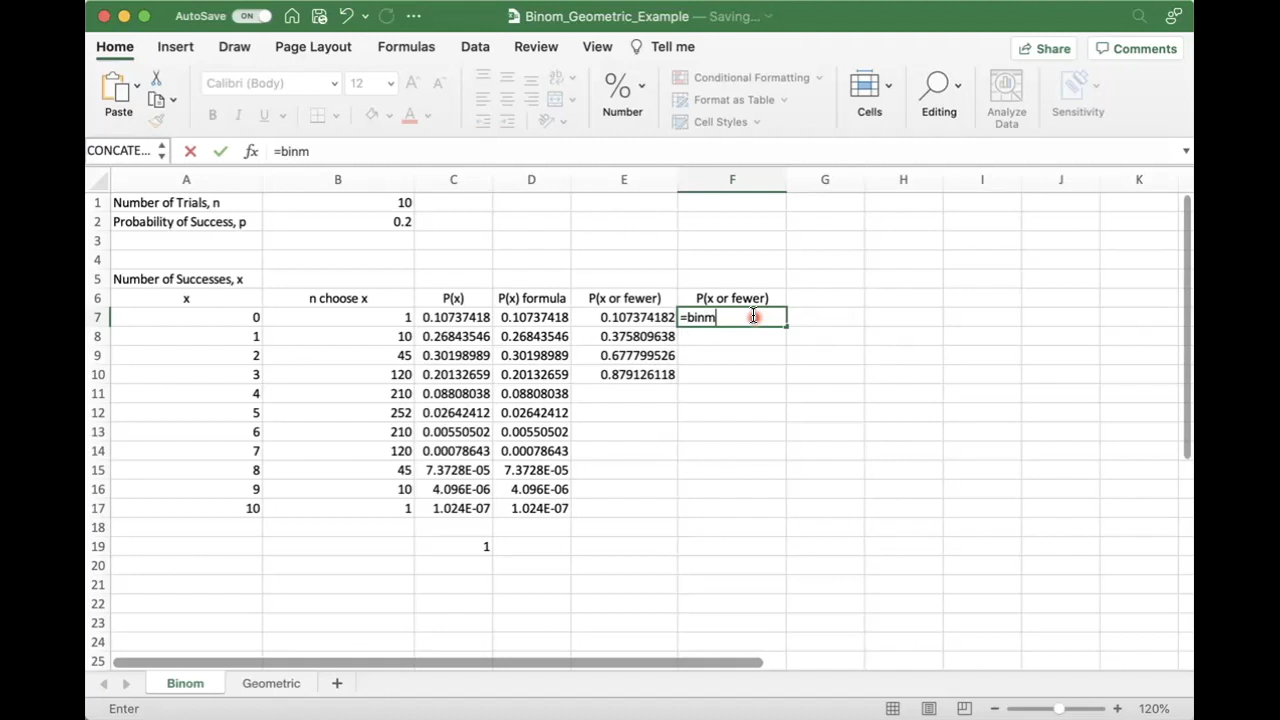 AutoSave ON ... Binom_Geometric_Example — Saving...
Home Insert Draw Page Layout Formulas Data Review View Tell me Share Comments
Paste Calibri (Body) 12 A A B I U A Number % Conditional Formatting Format as Table Cell Styles Cells Editing Analyze Data Sensitivity
CONCATE... fx =binm
A B C D E F G H I J K
1 Number of Trials, n 10
2 Probability of Success, p 0.2
3
4
5 Number of Successes, x
6 x n choose x P(x) P(x) formula P(x or fewer) P(x or fewer)
7 0 1 0.10737418 0.10737418 0.107374182 =binm
8 1 10 0.26843546 0.26843546 0.375809638
9 2 45 0.30198989 0.30198989 0.677799526
10 3 120 0.20132659 0.20132659 0.879126118
11 4 210 0.08808038 0.08808038
12 5 252 0.02642412 0.02642412
13 6 210 0.00550502 0.00550502
14 7 120 0.00078643 0.00078643
15 8 45 7.3728E-05 7.3728E-05
16 9 10 4.096E-06 4.096E-06
17 10 1 1.024E-07 1.024E-07
18
19 1
20
21
22
23
24
25
Binom Geometric +
Enter 120%